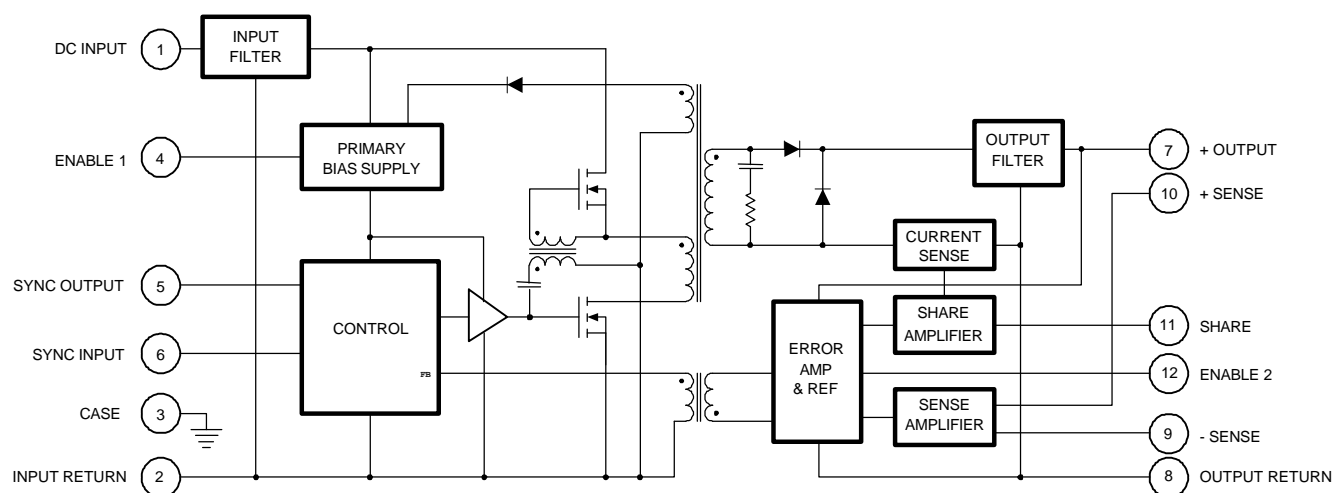 DC INPUT
1
INPUT
FILTER
ENABLE 1
4
PRIMARY
BIAS SUPPLY
OUTPUT
FILTER
7
+ OUTPUT
10
+ SENSE
CURRENT
SENSE
SYNC OUTPUT
5
CONTROL
FB
SYNC INPUT
6
ERROR
AMP
& REF
SHARE
AMPLIFIER
11
SHARE
12
ENABLE 2
CASE
3
SENSE
AMPLIFIER
9
- SENSE
INPUT RETURN
2
8
OUTPUT RETURN